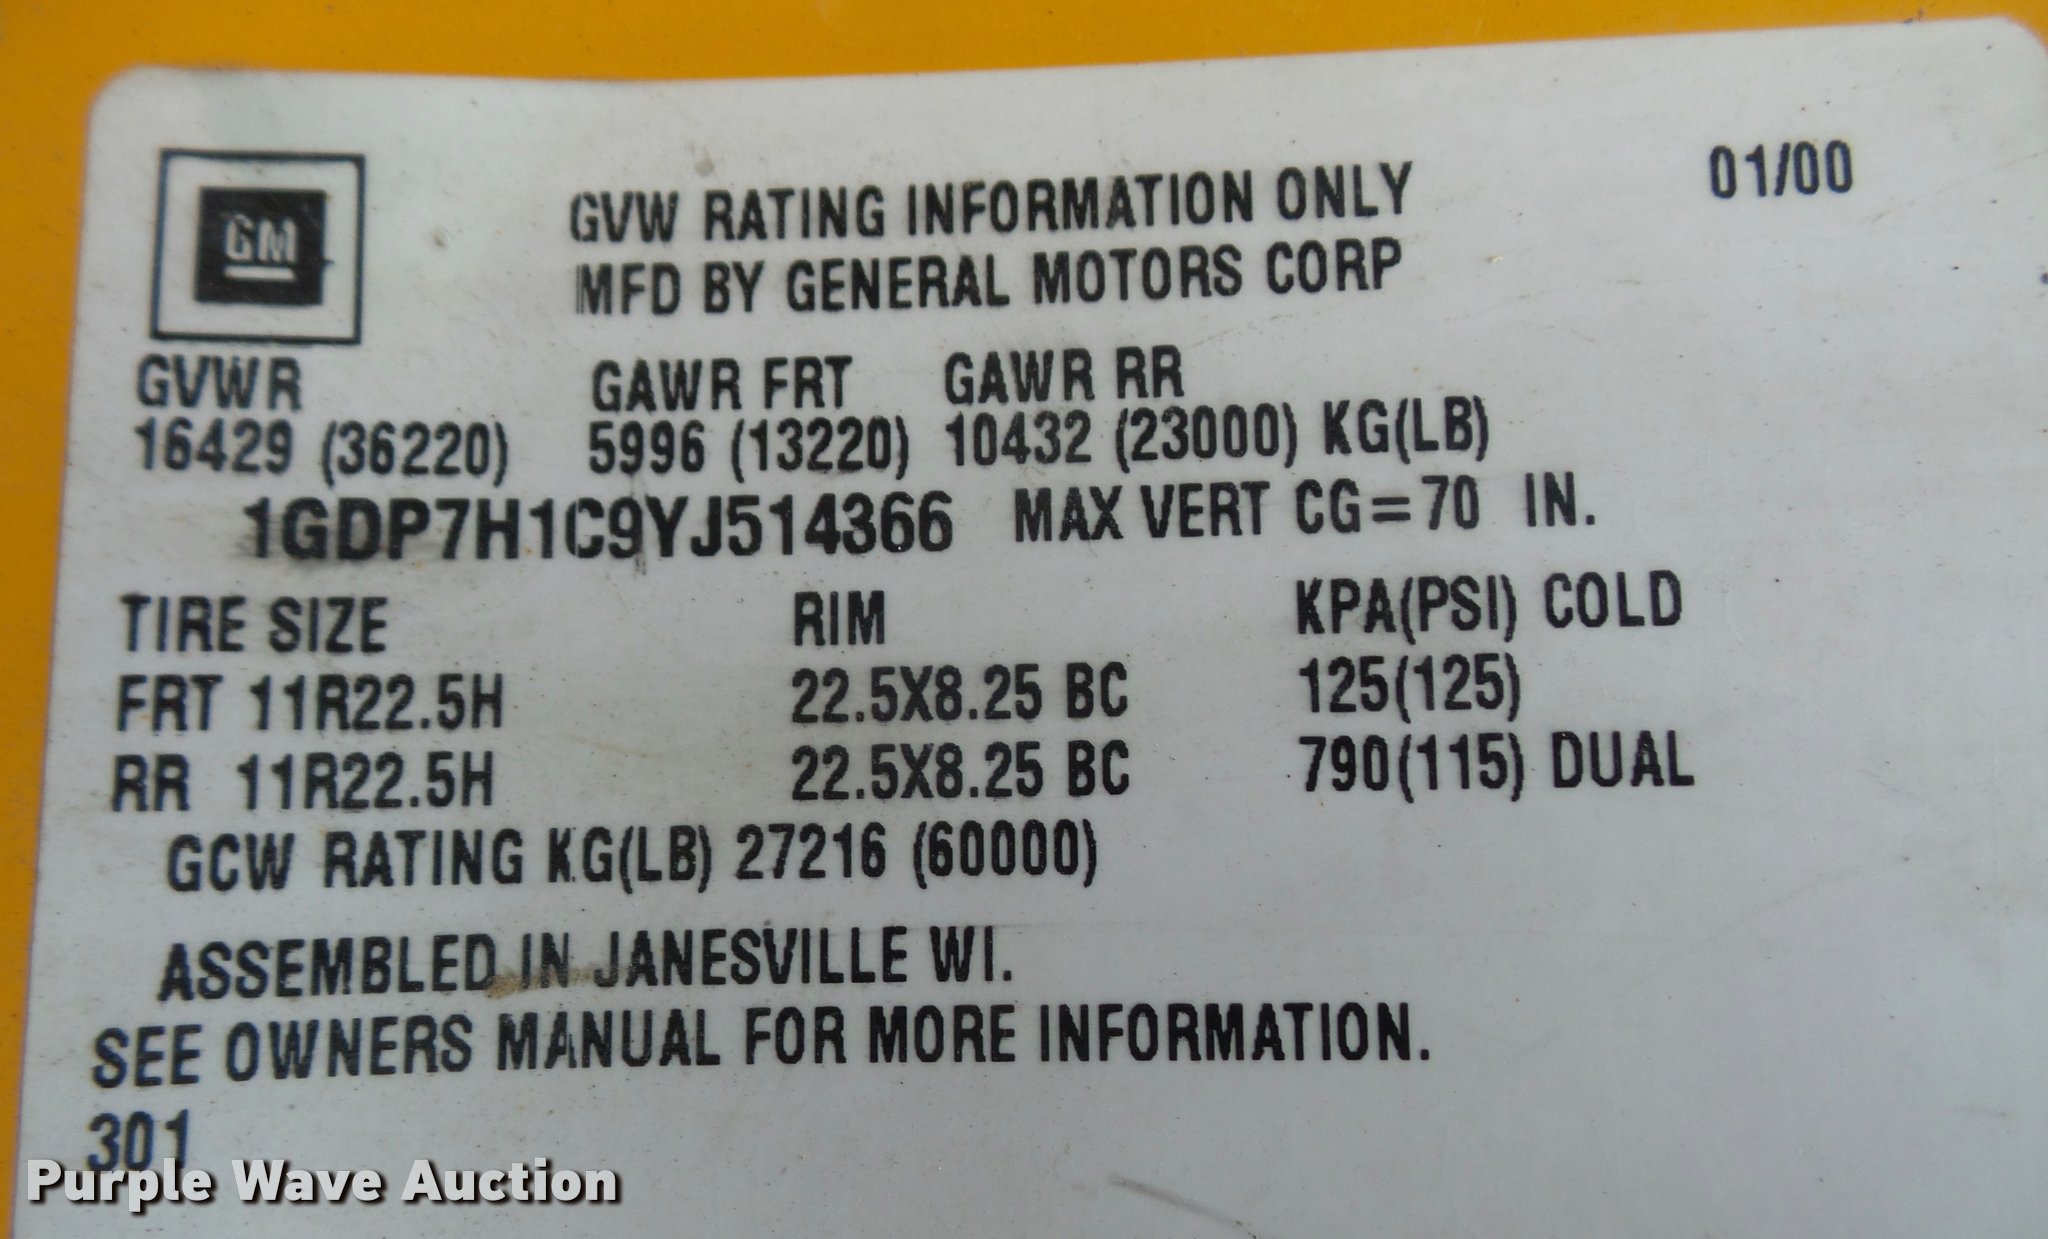 GM
GVW RATING INFORMATION ONLY 01/00
MFD BY GENERAL MOTORS CORP
GVWR GAWR FRT GAWR RR
16429 (36220) 5996 (13220) 10432 (23000) KG(LB)
1GDP7H1C9YJ514366 MAX VERT CG=70 IN.
TIRE SIZE RIM KPA(PSI) COLD
FRT 11R22.5H 22.5X8.25 BC 125(125)
RR 11R22.5H 22.5X8.25 BC 790(115) DUAL
GCW RATING KG(LB) 27216 (60000)
ASSEMBLED IN JANESVILLE WI.
SEE OWNERS MANUAL FOR MORE INFORMATION.
301
Purple Wave Auction